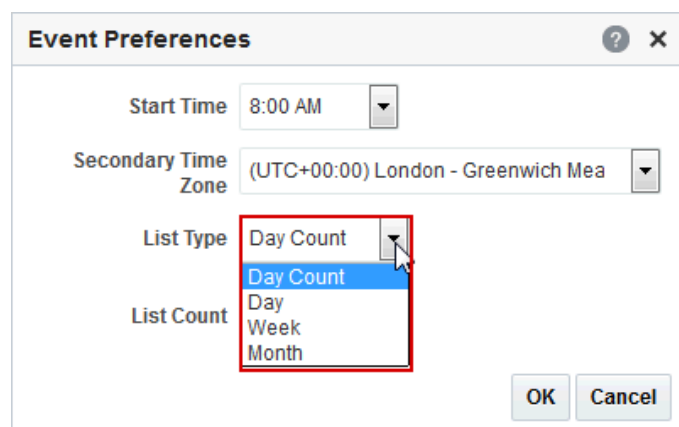 Event Preferences
Start Time 8:00 AM
Secondary Time
Zone (UTC+00:00) London - Greenwich Mea
List Type Day Count
Day Count
Day
List Count
Week
Month
OK Cancel